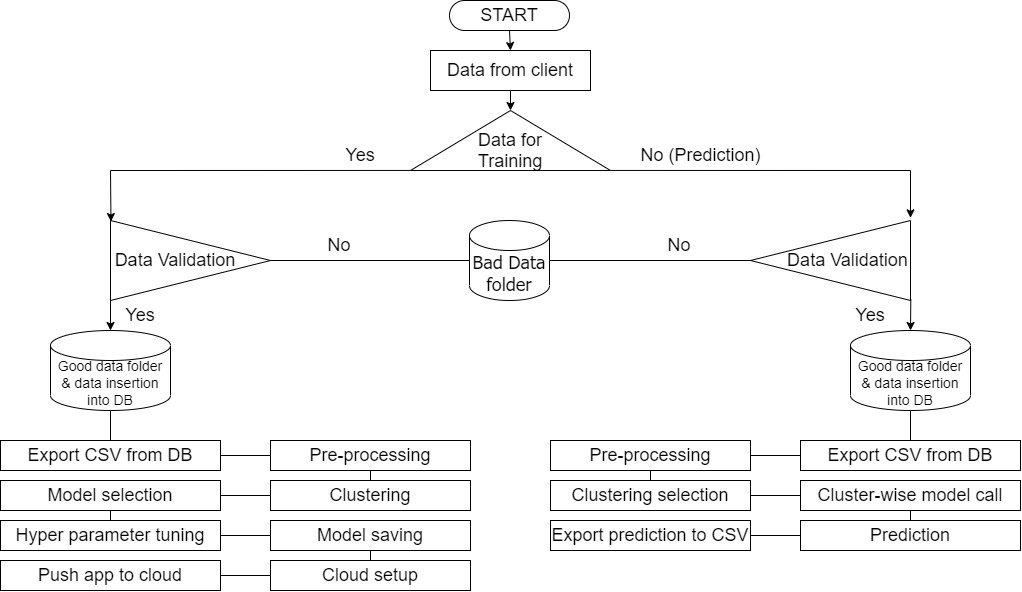 START
Data from client
Data for
Training
Yes
No (Prediction)
Data Validation
No
Bad Data
folder
No
Data Validation
Yes
Yes
Good data folder
& data insertion
into DB
Good data folder
& data insertion
into DB
Export CSV from DB
Pre-processing
Pre-processing
Export CSV from DB
Model selection
Clustering
Clustering selection
Cluster-wise model call
Hyper parameter tuning
Model saving
Export prediction to CSV
Prediction
Push app to cloud
Cloud setup